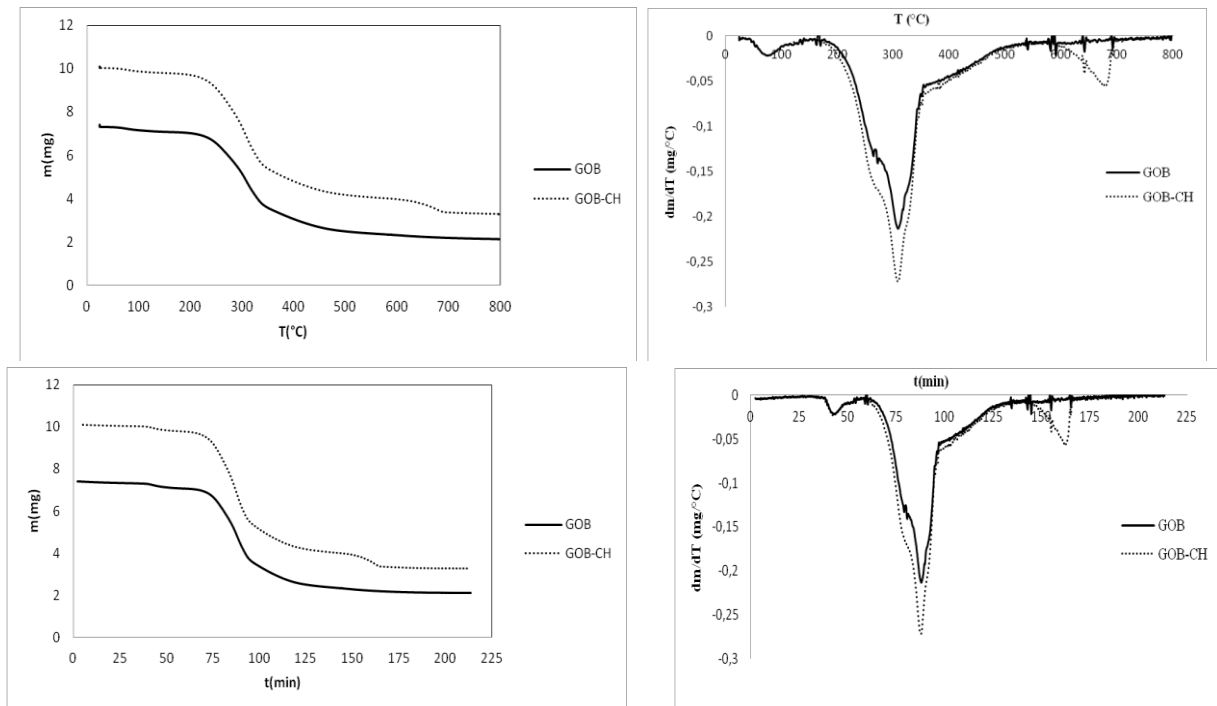 12
10
8
6
4
2
0
m(mg)
0 100 200 300 400 500 600 700 800
T(°C)
GOB
GOB-CH
T (°C)
0
-0,05
-0,1
-0,15
-0,2
-0,25
-0,3
dm/dT (mg/°C)
0 100 200 300 400 500 600 700 800
GOB
GOB-CH
12
10
8
6
4
2
0
m(mg)
0 25 50 75 100 125 150 175 200 225
t(min)
GOB
GOB-CH
t(min)
0
-0,05
-0,1
-0,15
-0,2
-0,25
-0,3
dm/dT (mg/°C)
0 25 50 75 100 125 150 175 200 225
GOB
GOB-CH